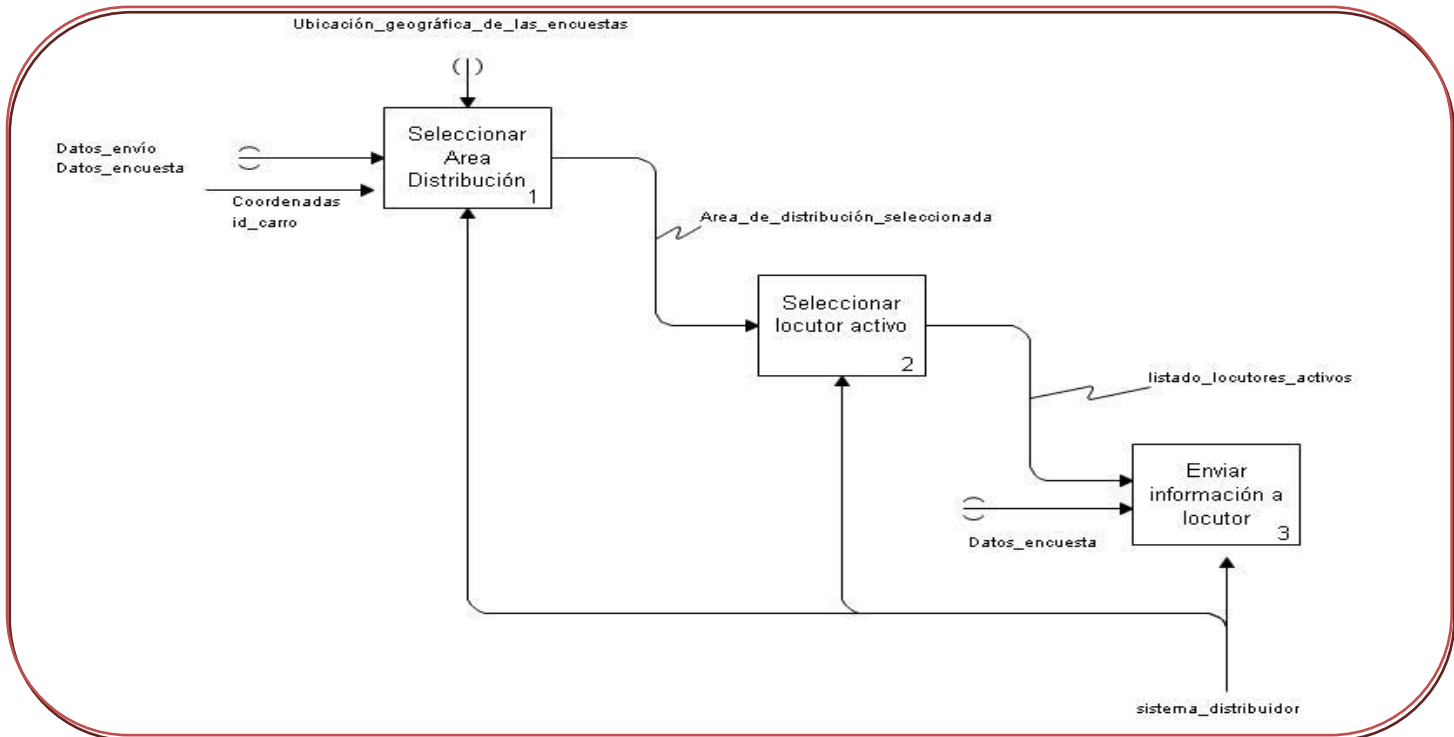 Ubicación_geográfica_de_las_encuestas
( )
Seleccionar
Area
Distribución
1
Datos_envío
Datos_encuesta
Coordenadas
id_carro
Area_de_distribución_seleccionada
Seleccionar
locutor activo
2
listado_locutores_activos
Enviar
información a
locutor
3
Datos_encuesta
sistema_distribuidor